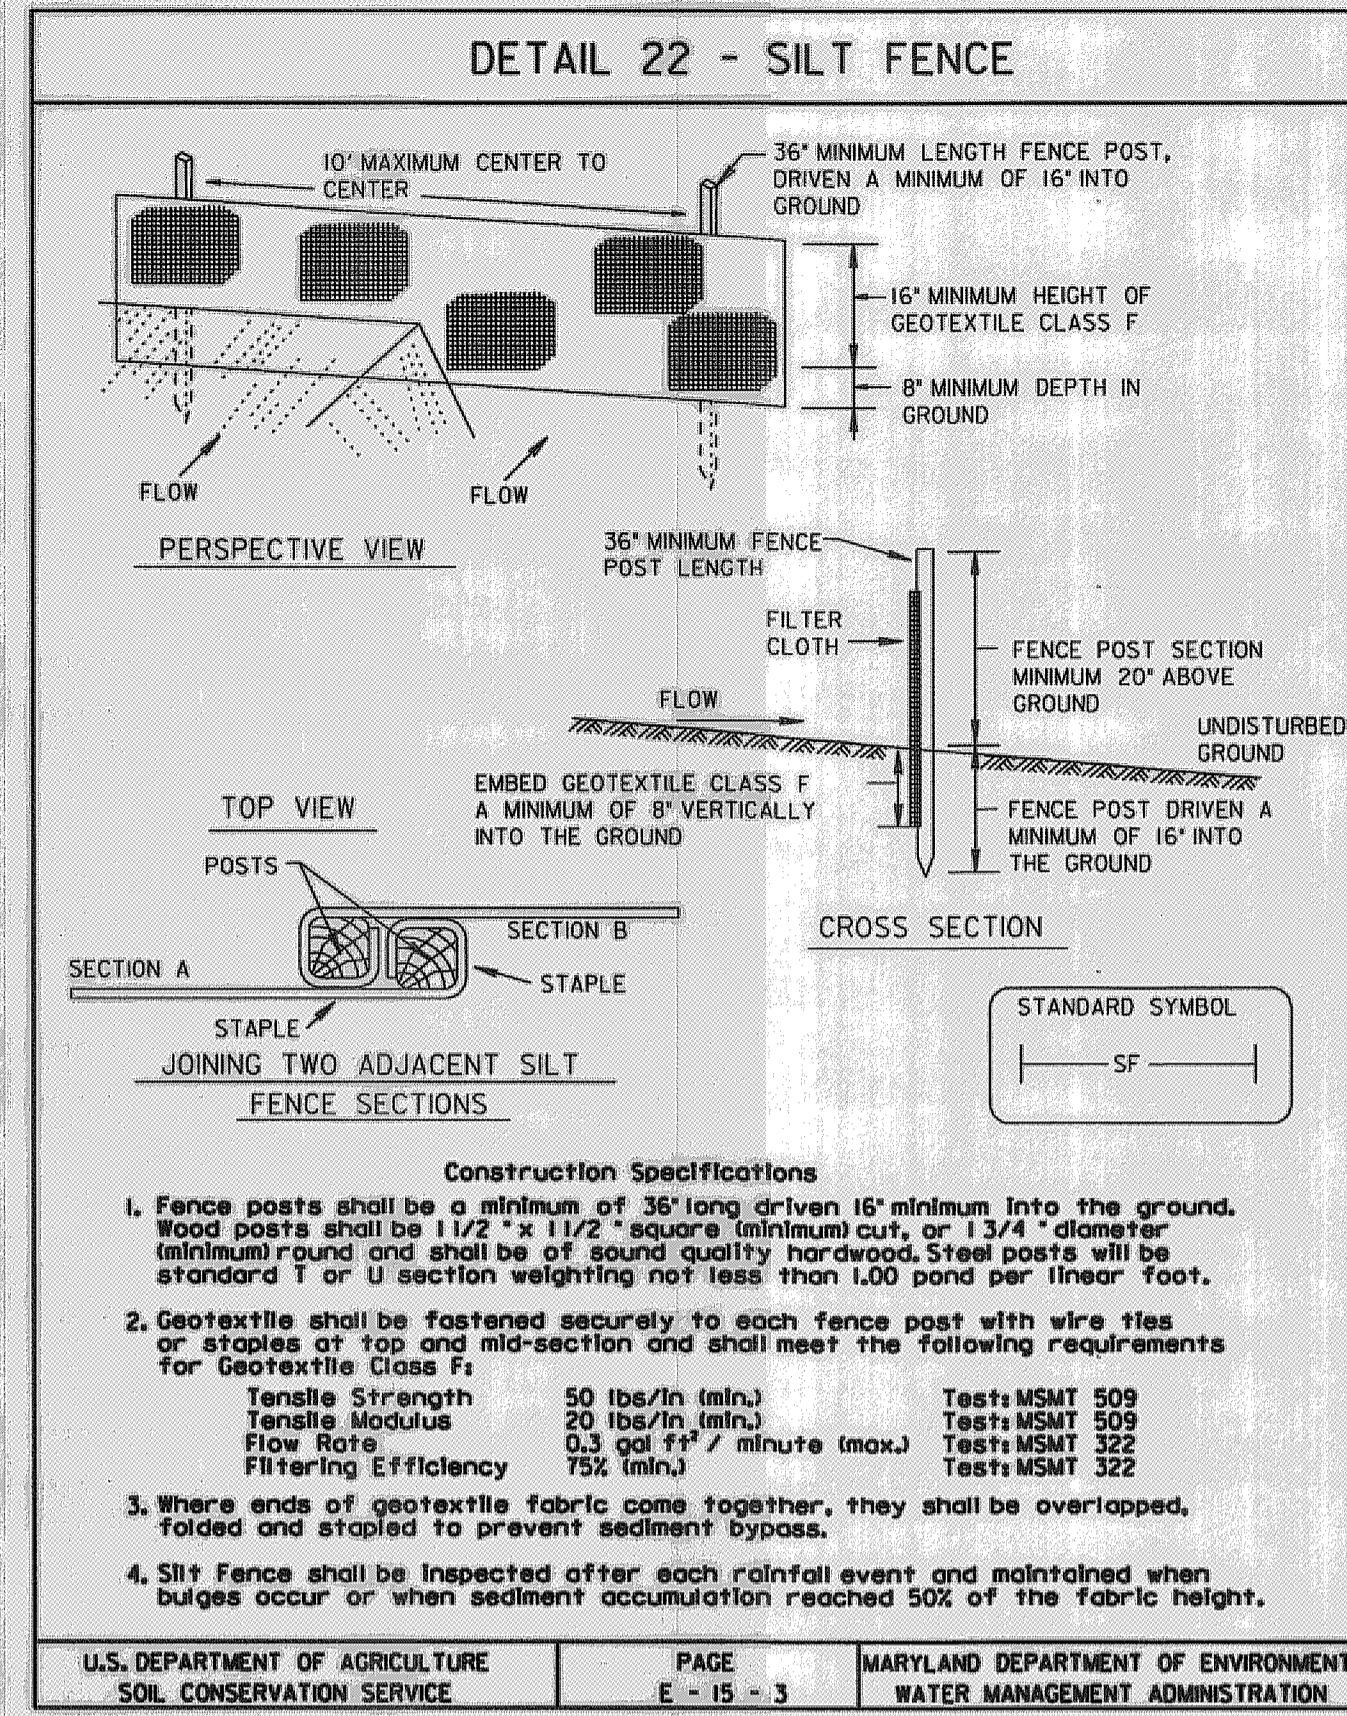 DETAIL 22 - SILT FENCE
10' MAXIMUM CENTER TO
CENTER
36" MINIMUM LENGTH FENCE POST,
DRIVEN A MINIMUM OF 16" INTO
GROUND
16" MINIMUM HEIGHT OF
GEOTEXTILE CLASS F
8" MINIMUM DEPTH IN
GROUND
FLOW
FLOW
PERSPECTIVE VIEW
36" MINIMUM FENCE
POST LENGTH
FILTER
CLOTH
FENCE POST SECTION
MINIMUM 20" ABOVE
GROUND
FLOW
UNDISTURBED
GROUND
EMBED GEOTEXTILE CLASS F
A MINIMUM OF 8" VERTICALLY
INTO THE GROUND
FENCE POST DRIVEN A
MINIMUM OF 16" INTO
THE GROUND
CROSS SECTION
TOP VIEW
POSTS
SECTION B
SECTION A
STAPLE
STAPLE
JOINING TWO ADJACENT SILT
FENCE SECTIONS
STANDARD SYMBOL
SF
Construction Specifications
1. Fence posts shall be a minimum of 36" long driven 16" minimum into the ground.
Wood posts shall be 1 1/2 " x 1 1/2 " square (minimum) cut, or 1 3/4 " diameter
(minimum) round and shall be of sound quality hardwood. Steel posts will be
standard T or U section weighting not less than 1.00 pond per linear foot.
2. Geotextile shall be fastened securely to each fence post with wire ties
or staples at top and mid-section and shall meet the following requirements
for Geotextile Class F:
Tensile Strength 50 lbs/in (min.) Test: MSMT 509
Tensile Modulus 20 lbs/in (min.) Test: MSMT 509
Flow Rate 0.3 gal ft² / minute (max.) Test: MSMT 322
Filtering Efficiency 75% (min.) Test: MSMT 322
3. Where ends of geotextile fabric come together, they shall be overlapped,
folded and stapled to prevent sediment bypass.
4. Silt Fence shall be inspected after each rainfall event and maintained when
bulges occur or when sediment accumulation reached 50% of the fabric height.
U.S. DEPARTMENT OF AGRICULTURE
SOIL CONSERVATION SERVICE
PAGE
E - 15 - 3
MARYLAND DEPARTMENT OF ENVIRONMENT
WATER MANAGEMENT ADMINISTRATION